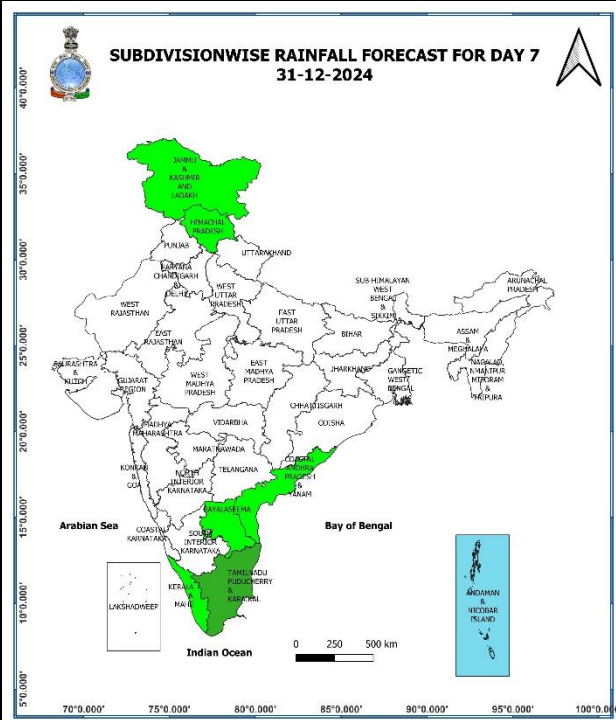 SUBDIVISIONWISE RAINFALL FORECAST FOR DAY 7
31-12-2024
40°0.000'
35°0.000'
30°0.000'
25°0.000'
20°0.000'
15°0.000'
10°0.000'
5°0.000'
JAMMU
&
KASHMIR
AND
LADAKH
HIMACHAL
PRADESH
PUNJAB
UTTARAKHAND
HARYANA
CHANDIGARH
&
DELHI
WEST
UTTAR
PRADESH
SUB-HIMALAYAN
WEST
BENGAL
&
SIKKIM
ARUNACHAL
PRADESH
WEST
RAJASTHAN
EAST
UTTAR
PRADESH
EAST
RAJASTHAN
BIHAR
ASSAM
&
MEGHALAYA
SAURASHTRA
&
KUTCH
GUJARAT
REGION
WEST
MADHYA
PRADESH
EAST
MADHYA
PRADESH
JHARKHAND
GANGETIC
WEST
BENGAL
NAGALAD,
MANIPUR
MIZORAM
&
TRIPURA
CHHATTISGARH
ODISHA
MADHYA
MAHARASHTRA
VIDARBHA
MARATHAWADA
KONKAN
&
GOA
NORTH
INTERIOR
KARNATAKA
TELANGANA
COASTAL
ANDHRA
PRADESH
&
YANAM
RAYALASEEMA
Arabian Sea
COASTAL
KARNATAKA
SOUTH
INTERIOR
KARNATAKA
Bay of Bengal
LAKSHADWEEP
KERALA
&
MAHE
TAMILNADU
PUDUCHERRY
&
KARAIKAL
ANDAMAN
&
NICOBAR
ISLAND
Indian Ocean
0 250 500 km
70°0.000' 75°0.000' 80°0.000' 85°0.000' 90°0.000' 95°0.000' 100°0.000